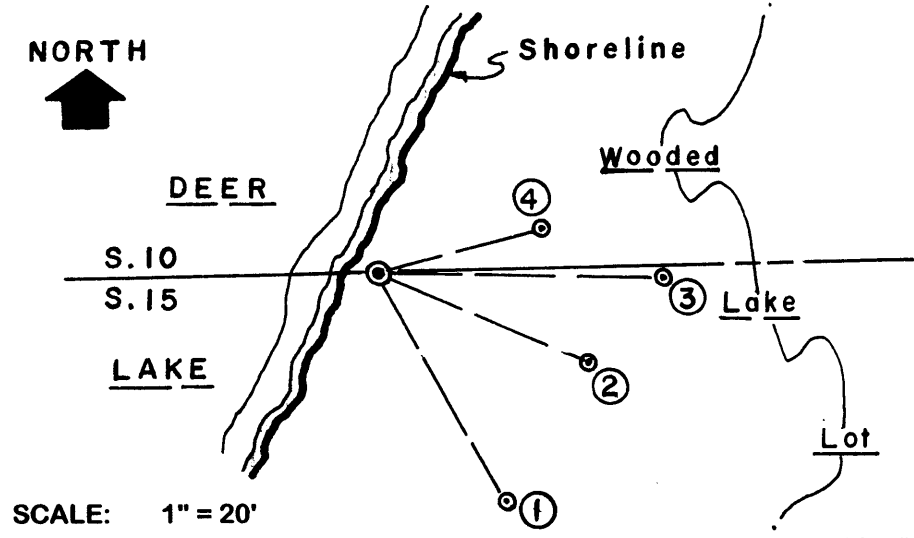 NORTH
Shoreline
Wooded
DEER
4
S.10
S.15
3
Lake
LAKE
2
Lot
SCALE: 1" = 20'
1